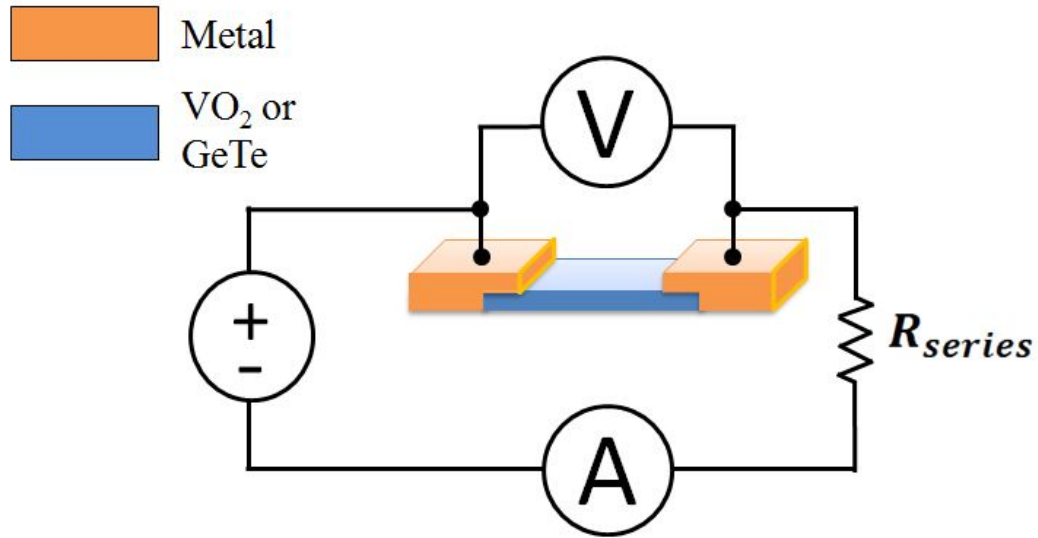 Metal
VO₂ or
GeTe
V
+
-
R_series
A